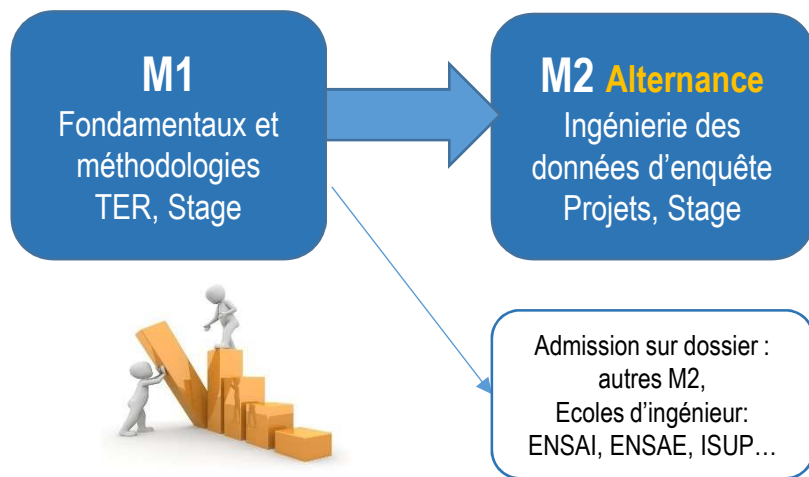 M1
Fondamentaux et
méthodologies
TER, Stage
M2 Alternance
Ingénierie des
données d'enquête
Projets, Stage
Admission sur dossier :
autres M2,
Ecoles d'ingénieur:
ENSAI, ENSAE, ISUP…